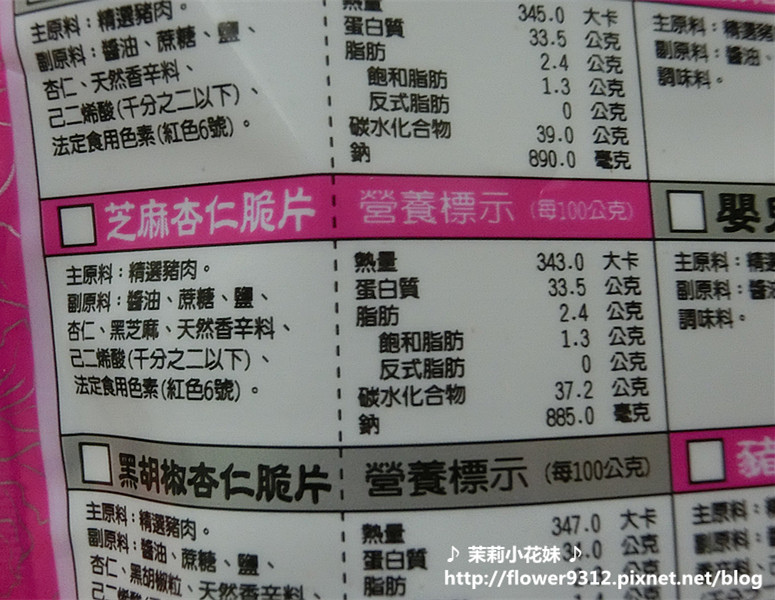 主原料：精選豬肉。
副原料：醬油、蔗糖、鹽、
杏仁、天然香辛料、
己二烯酸(千分之二以下)、
法定食用色素(紅色6號)。
熱量 345.0 大卡
蛋白質 33.5 公克
脂肪 2.4 公克
飽和脂肪 1.3 公克
反式脂肪 0 公克
碳水化合物 39.0 公克
鈉 890.0 毫克
主原料：精選豬
副原料：醬油、
調味料。
芝麻杏仁脆片 營養標示 (每100公克)
主原料：精選豬肉。
副原料：醬油、蔗糖、鹽、
杏仁、黑芝麻、天然香辛料、
己二烯酸(千分之二以下)、
法定食用色素(紅色6號)。
熱量 343.0 大卡
蛋白質 33.5 公克
脂肪 2.4 公克
飽和脂肪 1.3 公克
反式脂肪 0 公克
碳水化合物 37.2 公克
鈉 885.0 毫克
嬰
主原料：精
副原料：醬
調味料。
黑胡椒杏仁脆片 營養標示 (每100公克)
主原料：精選豬肉。
副原料：醬油、蔗糖、鹽、
杏仁、黑胡椒粒、天然香辛料、
熱量 347.0 大卡
蛋白質 公克
脂肪
豬
主原料：
副原料：
♪ 茉莉小花妹 ♪
http://flower9312.pixnet.net/blog